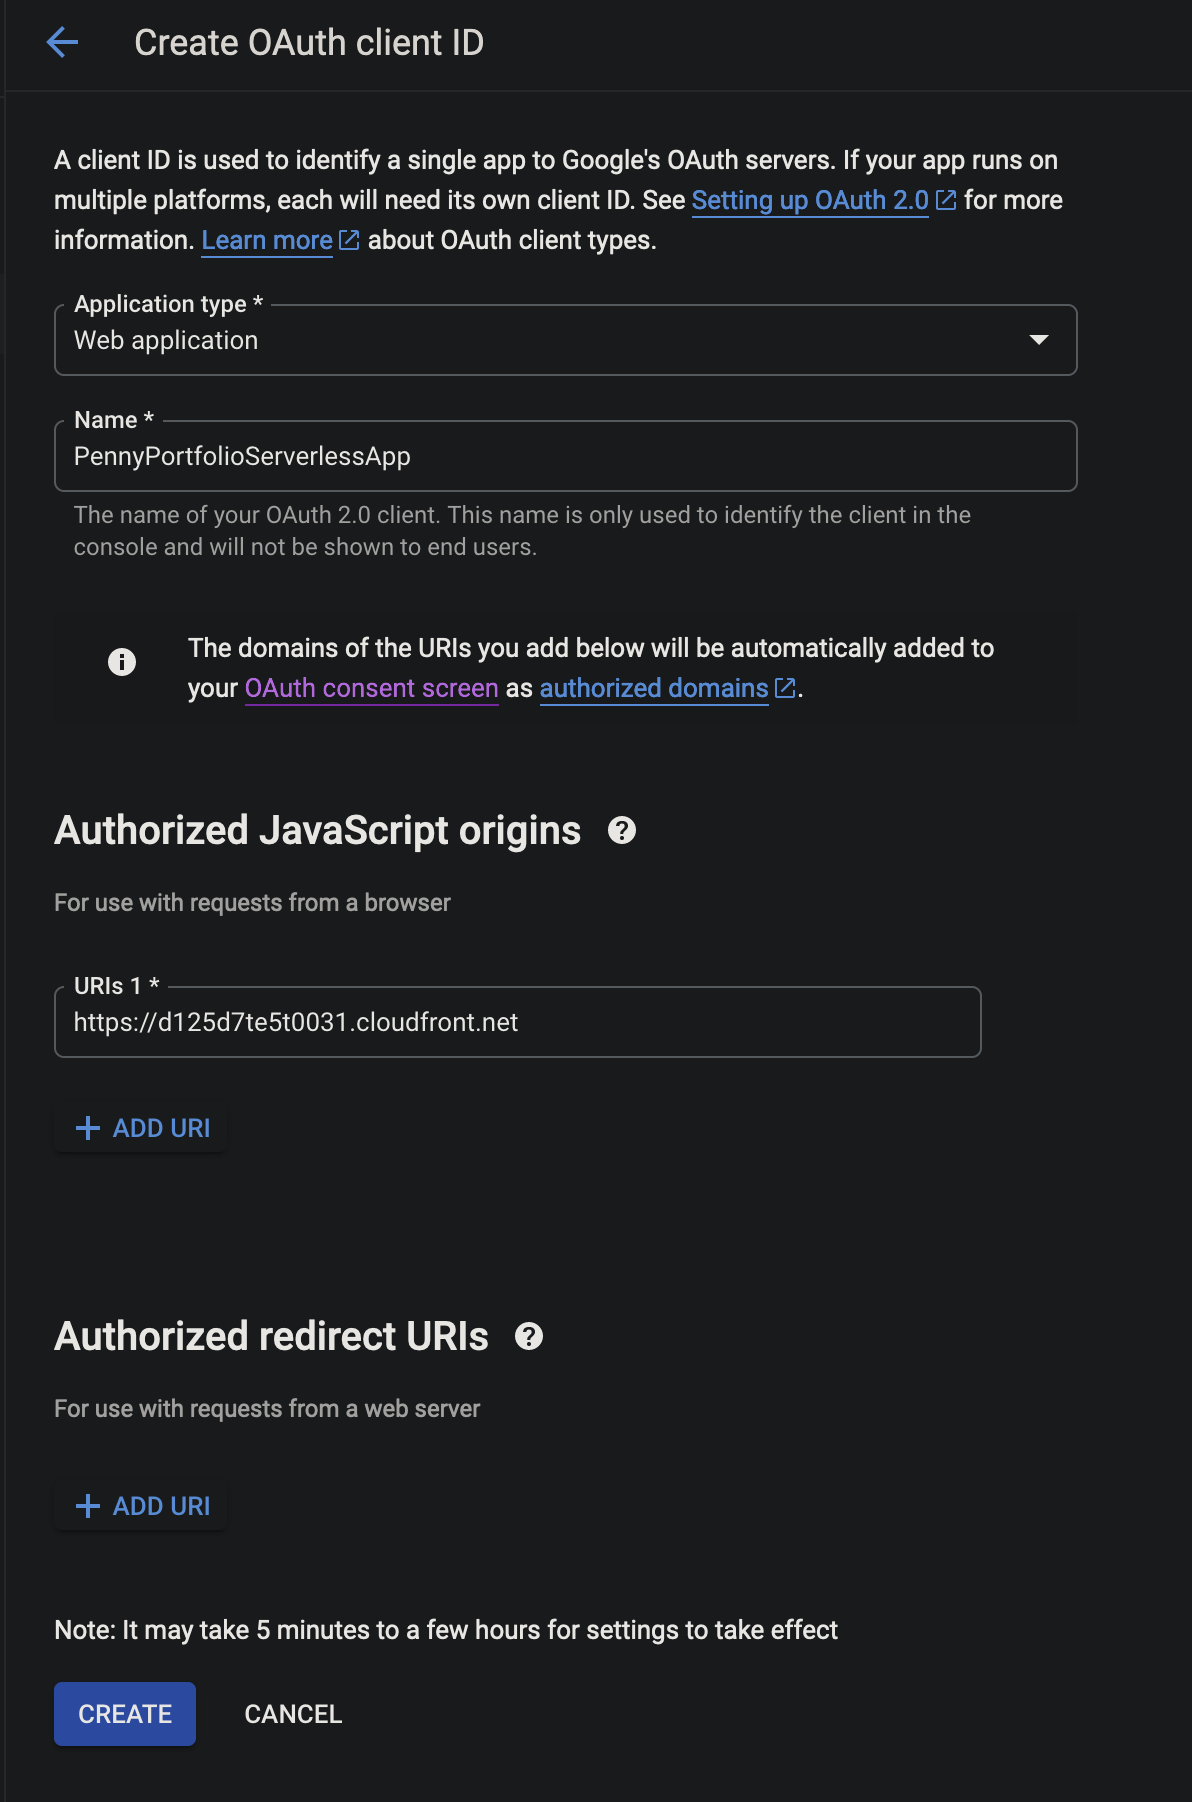 Create OAuth client ID
A client ID is used to identify a single app to Google's OAuth servers. If your app runs on
multiple platforms, each will need its own client ID. See Setting up OAuth 2.0 for more
information. Learn more about OAuth client types.
Application type *
Web application
Name *
PennyPortfolioServerlessApp
The name of your OAuth 2.0 client. This name is only used to identify the client in the
console and will not be shown to end users.
The domains of the URIs you add below will be automatically added to
your OAuth consent screen as authorized domains.
Authorized JavaScript origins
For use with requests from a browser
URIs 1 *
https://d125d7te5t0031.cloudfront.net
ADD URI
Authorized redirect URIs
For use with requests from a web server
ADD URI
Note: It may take 5 minutes to a few hours for settings to take effect
CREATE CANCEL